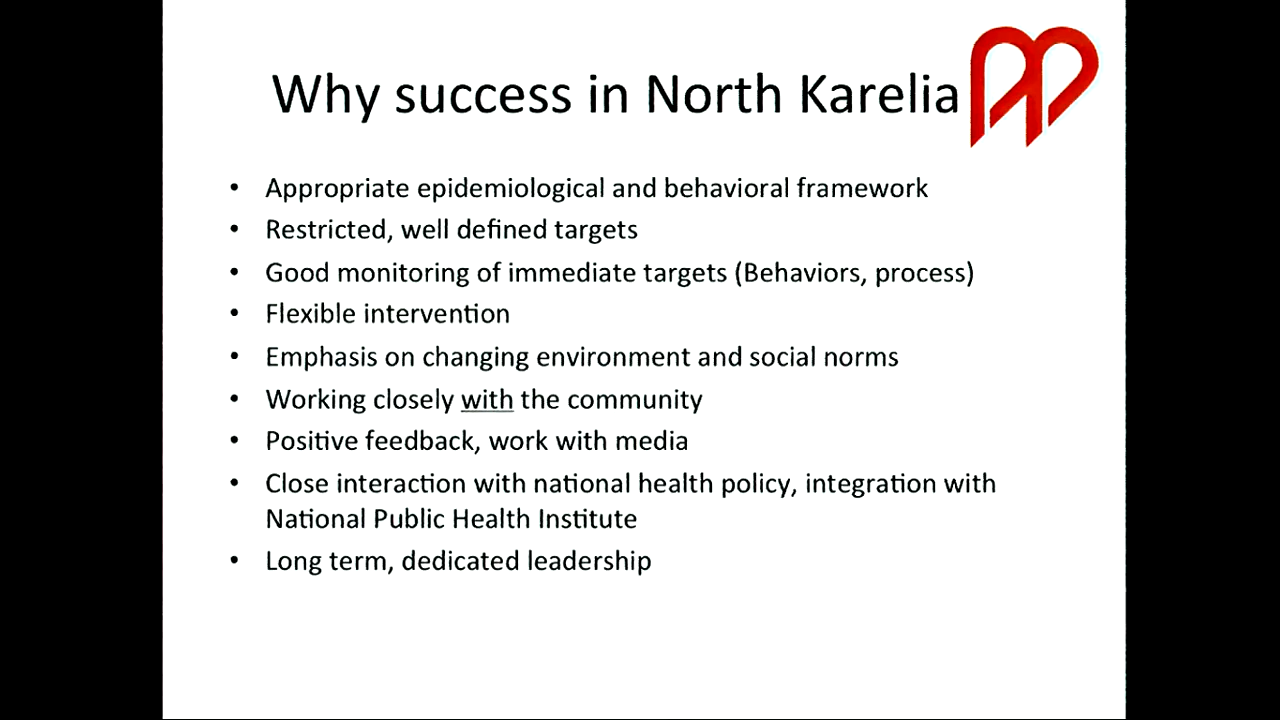 Why success in North Karelia
• Appropriate epidemiological and behavioral framework
• Restricted, well defined targets
• Good monitoring of immediate targets (Behaviors, process)
• Flexible intervention
• Emphasis on changing environment and social norms
• Working closely with the community
• Positive feedback, work with media
• Close interaction with national health policy, integration with
National Public Health Institute
• Long term, dedicated leadership